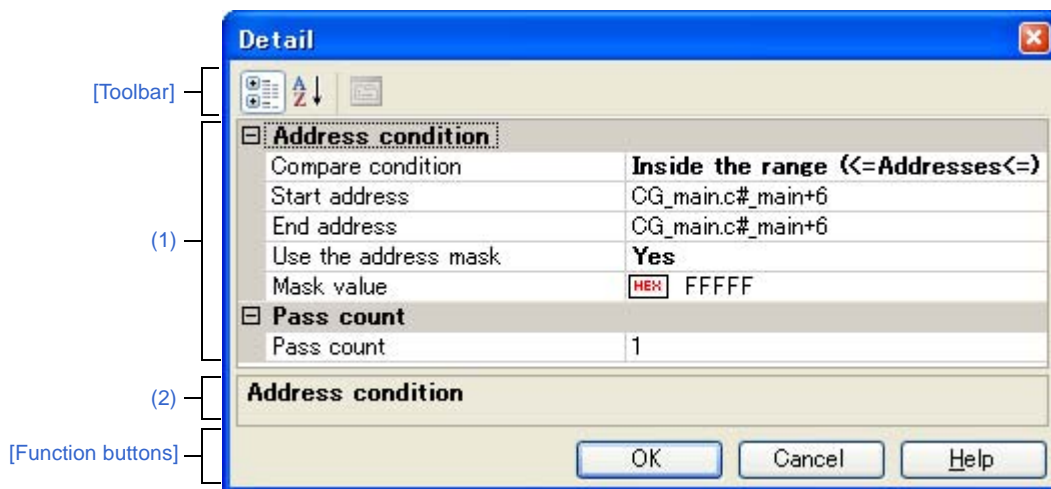 Detail
[Toolbar]
A
Z
(1)
Address condition
Compare condition Inside the range (<=Addresses<=)
Start address CG_main.c#_main+6
End address CG_main.c#_main+6
Use the address mask Yes
Mask value HEX FFFFF
Pass count
Pass count 1
(2)
Address condition
[Function buttons]
OK Cancel Help